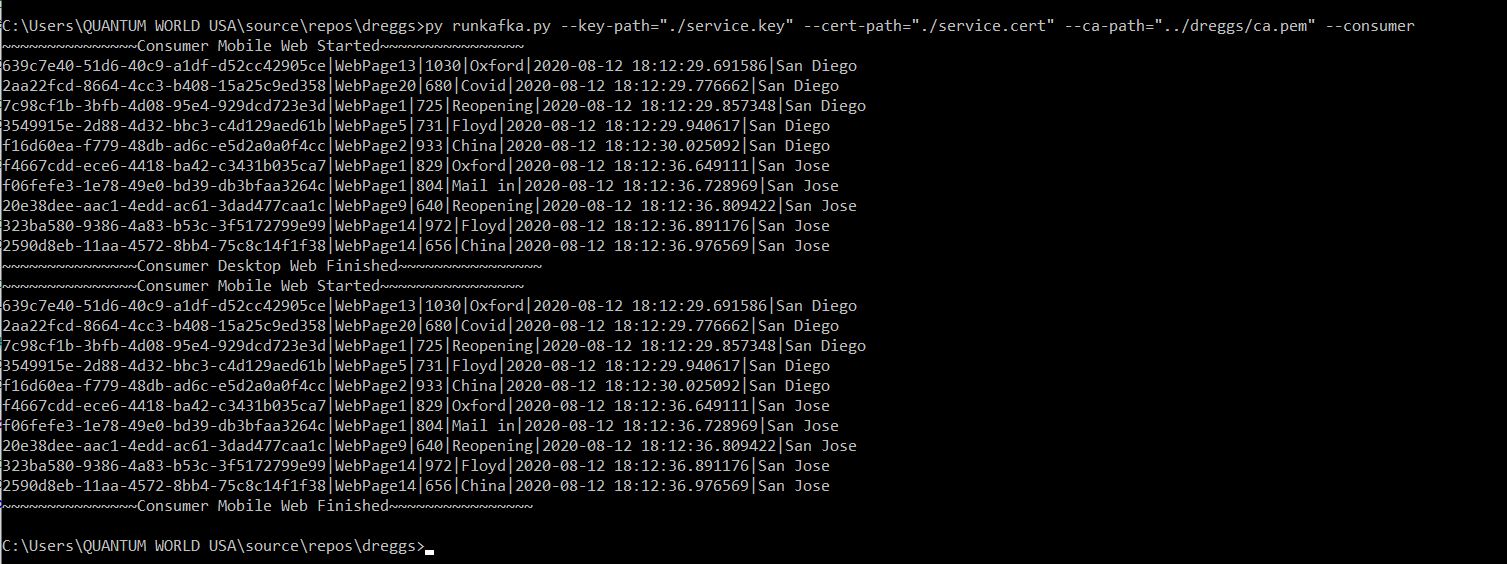 C:\Users\QUANTUM WORLD USA\source\repos\dreggs>py runkafka.py --key-path="./service.key" --cert-path="./service.cert" --ca-path="../dreggs/ca.pem" --consumer
~~~~~~~~~~~~~~~Consumer Mobile Web Started~~~~~~~~~~~~~~~~
639c7e40-51d6-40c9-a1df-d52cc42905ce|WebPage13|1030|Oxford|2020-08-12 18:12:29.691586|San Diego
2aa22fcd-8664-4cc3-b408-15a25c9ed358|WebPage20|680|Covid|2020-08-12 18:12:29.776662|San Diego
7c98cf1b-3bfb-4d08-95e4-929dcd723e3d|WebPage1|725|Reopening|2020-08-12 18:12:29.857348|San Diego
3549915e-2d88-4d32-bbc3-c4d129aed61b|WebPage5|731|Floyd|2020-08-12 18:12:29.940617|San Diego
f16d60ea-f779-48db-ad6c-e5d2a0a0f4cc|WebPage2|933|China|2020-08-12 18:12:30.025092|San Diego
f4667cdd-ece6-4418-ba42-c3431b035ca7|WebPage1|829|Oxford|2020-08-12 18:12:36.649111|San Jose
f06fefe3-1e78-49e0-bd39-db3bfaa3264c|WebPage1|804|Mail in|2020-08-12 18:12:36.728969|San Jose
20e38dee-aac1-4edd-ac61-3dad477caa1c|WebPage9|640|Reopening|2020-08-12 18:12:36.809422|San Jose
323ba580-9386-4a83-b53c-3f5172799e99|WebPage14|972|Floyd|2020-08-12 18:12:36.891176|San Jose
2590d8eb-11aa-4572-8bb4-75c8c14f1f38|WebPage14|656|China|2020-08-12 18:12:36.976569|San Jose
~~~~~~~~~~~~~~~Consumer Desktop Web Finished~~~~~~~~~~~~~~~~
~~~~~~~~~~~~~~~Consumer Mobile Web Started~~~~~~~~~~~~~~~~
639c7e40-51d6-40c9-a1df-d52cc42905ce|WebPage13|1030|Oxford|2020-08-12 18:12:29.691586|San Diego
2aa22fcd-8664-4cc3-b408-15a25c9ed358|WebPage20|680|Covid|2020-08-12 18:12:29.776662|San Diego
7c98cf1b-3bfb-4d08-95e4-929dcd723e3d|WebPage1|725|Reopening|2020-08-12 18:12:29.857348|San Diego
3549915e-2d88-4d32-bbc3-c4d129aed61b|WebPage5|731|Floyd|2020-08-12 18:12:29.940617|San Diego
f16d60ea-f779-48db-ad6c-e5d2a0a0f4cc|WebPage2|933|China|2020-08-12 18:12:30.025092|San Diego
f4667cdd-ece6-4418-ba42-c3431b035ca7|WebPage1|829|Oxford|2020-08-12 18:12:36.649111|San Jose
f06fefe3-1e78-49e0-bd39-db3bfaa3264c|WebPage1|804|Mail in|2020-08-12 18:12:36.728969|San Jose
20e38dee-aac1-4edd-ac61-3dad477caa1c|WebPage9|640|Reopening|2020-08-12 18:12:36.809422|San Jose
323ba580-9386-4a83-b53c-3f5172799e99|WebPage14|972|Floyd|2020-08-12 18:12:36.891176|San Jose
2590d8eb-11aa-4572-8bb4-75c8c14f1f38|WebPage14|656|China|2020-08-12 18:12:36.976569|San Jose
~~~~~~~~~~~~~~~Consumer Mobile Web Finished~~~~~~~~~~~~~~~~
C:\Users\QUANTUM WORLD USA\source\repos\dreggs>